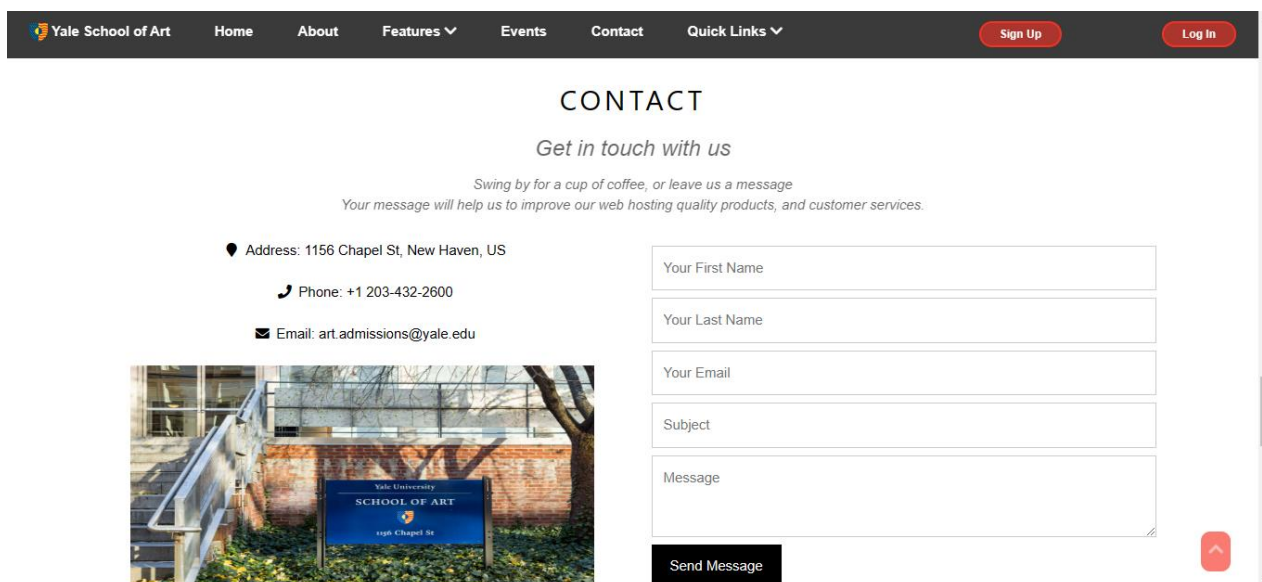 Yale School of Art Home About Features Events Contact Quick Links Sign Up Log In
CONTACT
Get in touch with us
Swing by for a cup of coffee, or leave us a message
Your message will help us to improve our web hosting quality products, and customer services.
Address: 1156 Chapel St, New Haven, US
Phone: +1 203-432-2600
Email: art.admissions@yale.edu
Yale University
SCHOOL OF ART
1156 Chapel St
Your First Name
Your Last Name
Your Email
Subject
Message
Send Message